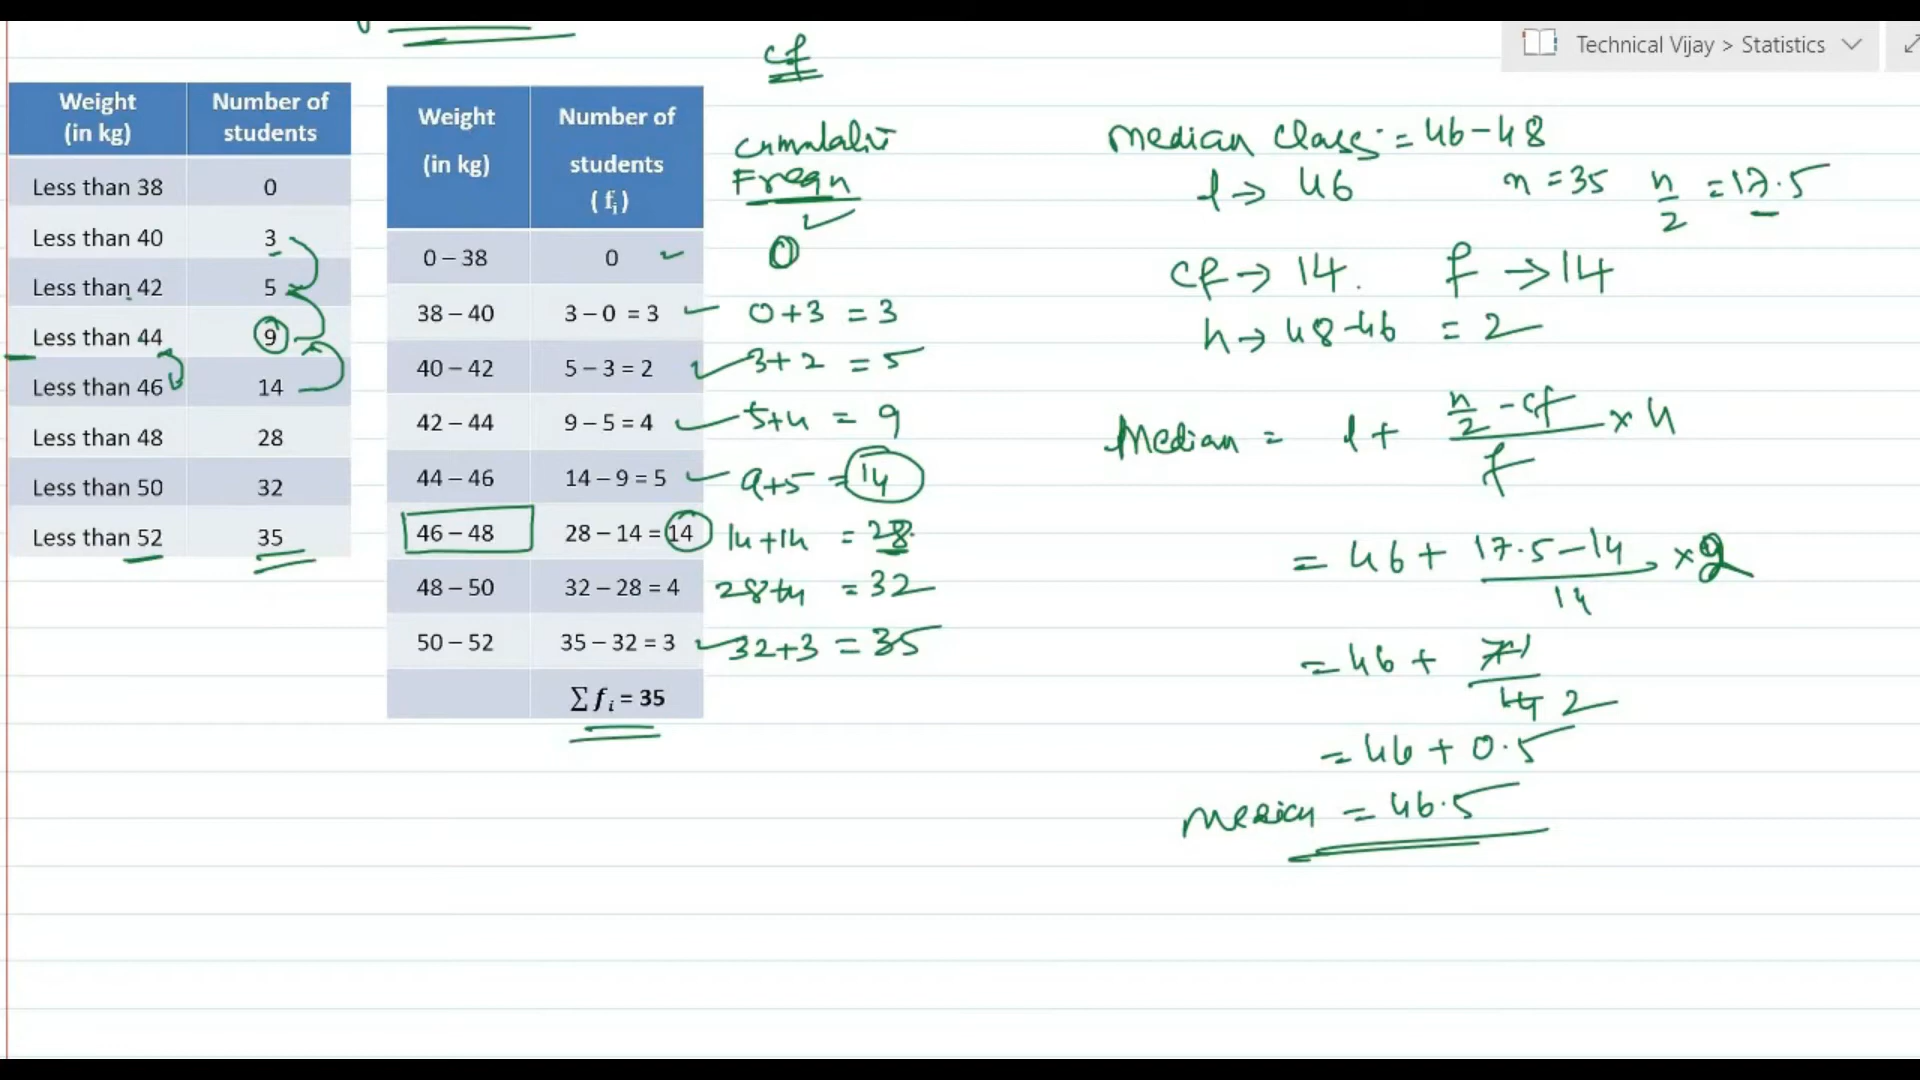 Technical Vijay > Statistics
cf
Weight (in kg) Number of students
Less than 38 0
Less than 40 3
Less than 42 5
Less than 44 9
Less than 46 14
Less than 48 28
Less than 50 32
Less than 52 35
Weight (in kg) Number of students ( fi )
0 – 38 0
38 – 40 3 – 0 = 3
40 – 42 5 – 3 = 2
42 – 44 9 – 5 = 4
44 – 46 14 – 9 = 5
46 – 48 28 – 14 = 14
48 – 50 32 – 28 = 4
50 – 52 35 – 32 = 3
∑ fi = 35
Freqn
0
0+3 = 3
3+2 = 5
5+4 = 9
9+5 = 14
14+14 = 28
28+4 = 32
32+3 = 35
Median Class: = 46-48
l → 46 n = 35 n/2 = 17.5
cf → 14. f → 14
h → 48-46 = 2
Median = l + (n/2 - cf)/f × h
= 46 + (17.5-14)/14 × 2
= 46 + 7 1/14 2
= 46 + 0.5
= 46.5